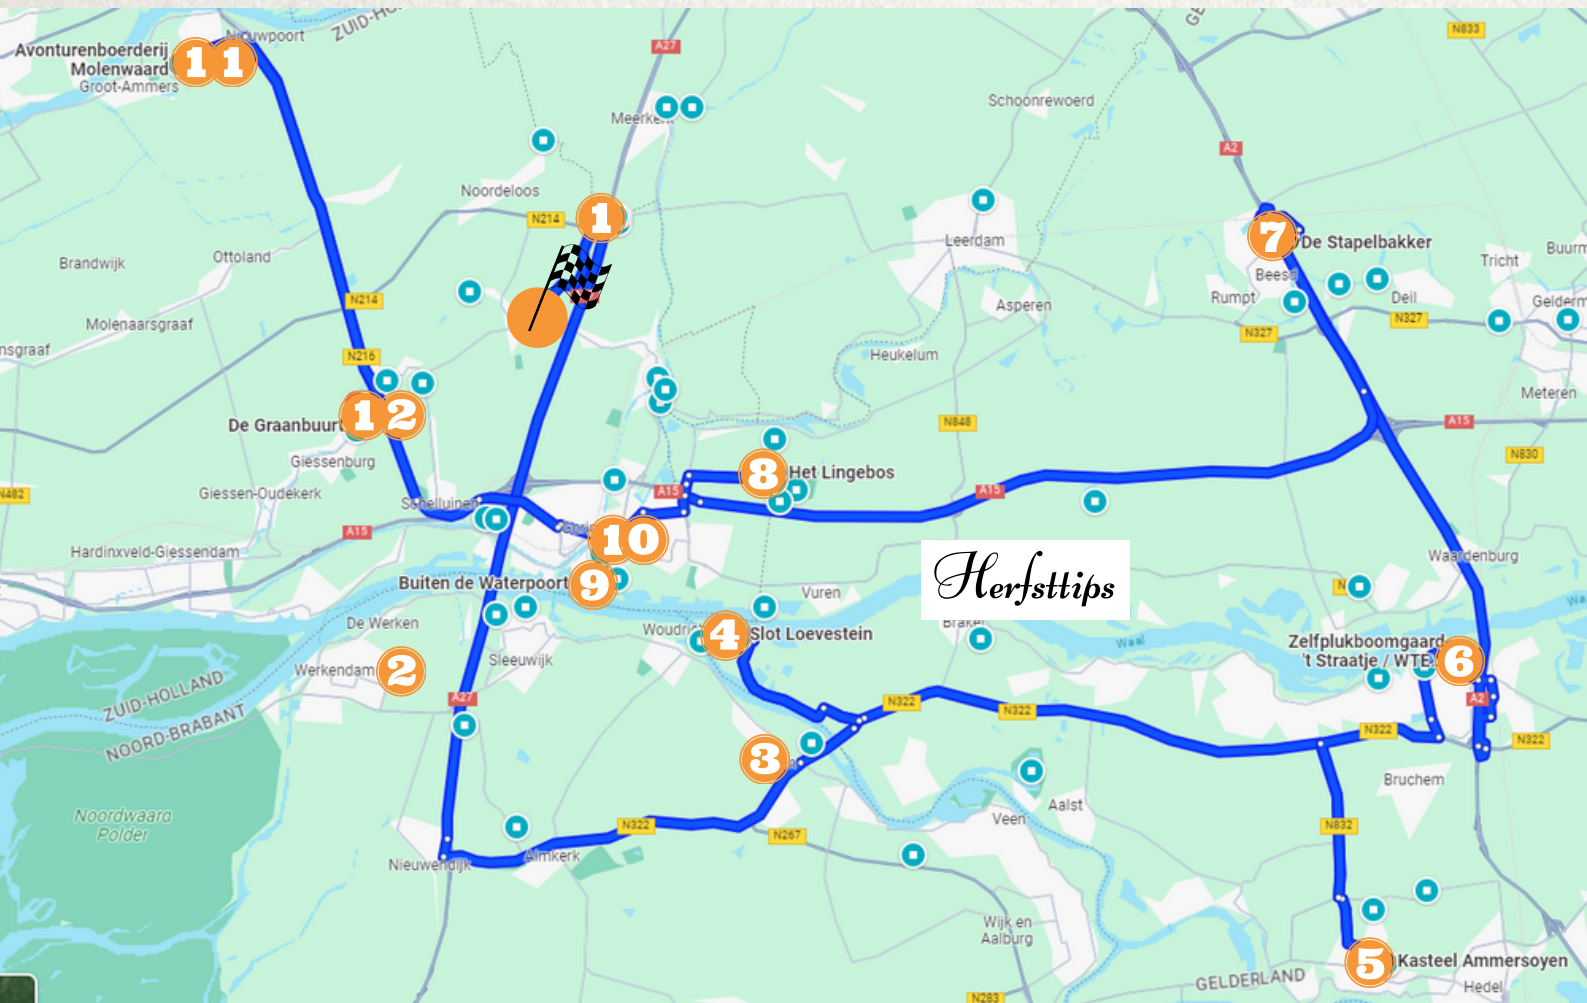 Nieuwpoort
ZUID-HO
GE
N833
Avonturenboerderij
Molenwaard
11
Groot-Ammers
A27
Schoonrewoerd
Meerkerk
A2
Noordeloos
N214
1
Leerdam
7
De Stapelbakker
Brandwijk
Ottoland
Tricht
Buurm
Beesd
Rumpt
Deil
Gelderm
N214
Asperen
N327
N327
Molenaarsgraaf
nsgraaf
N216
Heukelum
Meteren
De Graanbuurt
12
N848
A15
Giessenburg
N830
8
Het Lingebos
Giessen-Oudekerk
N482
Schelluinen
A15
A15
A15
10
Hardinxveld-Giessendam
Waardenburg
Buiten de Waterpoort
9
Herfsttips
Vuren
De Werken
Brakel
Woudri
4
Slot Loevestein
Waal
Wa
Zelfplukboomgaard
't Straatje / WTE
6
Werkendam
2
Sleeuwijk
ZUID-HOLLAND
NOORD-BRABANT
A27
N322
N322
A2
N322
N322
3
Bruchem
Noordwaard
Polder
Aalst
Veen
N322
N267
N832
Nieuwendijk
Almkerk
Wijk en
Aalburg
5
Kasteel Ammersoyen
GELDERLAND
Hedel
N283